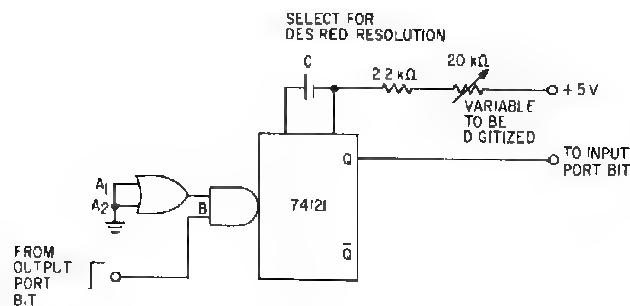 SELECT FOR
DES RED RESOLUTION
C
2 2 kΩ
20 kΩ
+ 5 V
VARIABLE
TO BE
D GITIZED
Q
TO INPUT
PORT BIT
A1
A2
B
74121
Q̅
FROM
OUTPUT
PORT
B.T